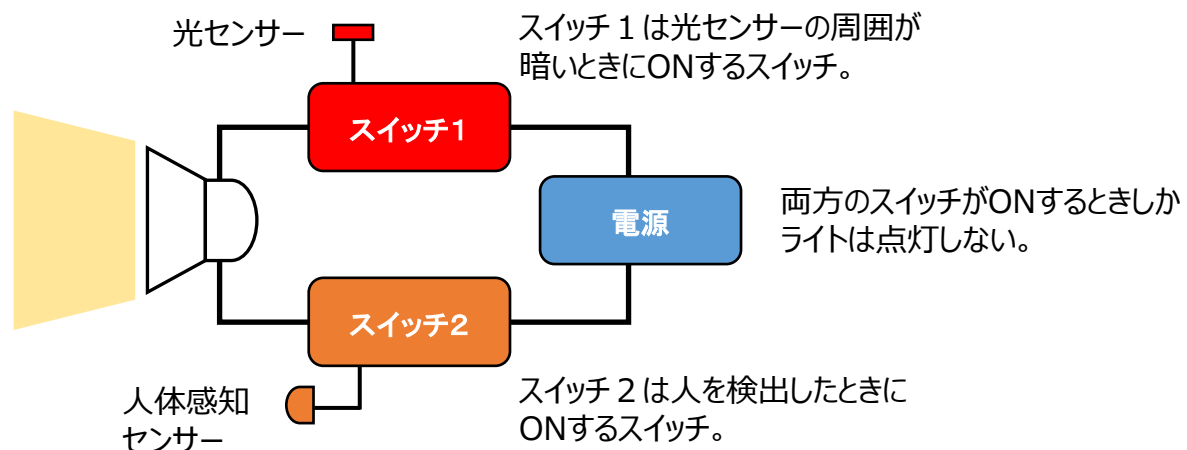 光センサー
スイッチ１は光センサーの周囲が
暗いときにONするスイッチ。
スイッチ１
電源
両方のスイッチがONするときしか
ライトは点灯しない。
スイッチ２
人体感知
センサー
スイッチ２は人を検出したときに
ONするスイッチ。